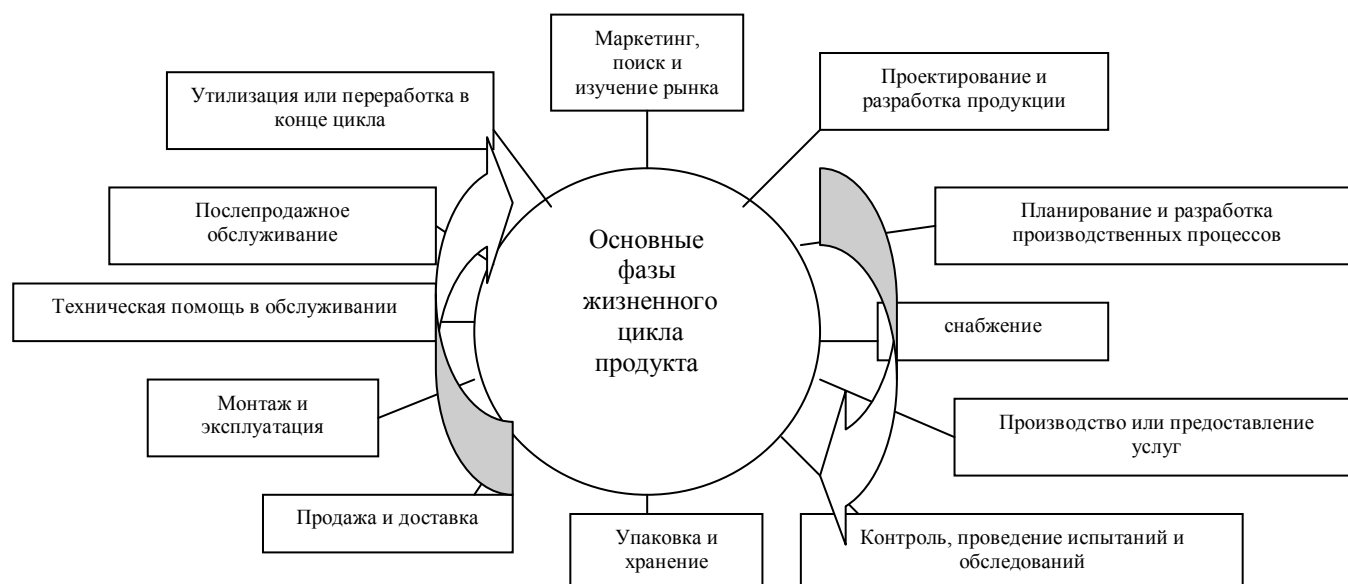 Маркетинг,
поиск и
изучение рынка
Проектирование и
разработка продукции
Планирование и разработка
производственных процессов
снабжение
Производство или предоставление
услуг
Контроль, проведение испытаний и
обследований
Упаковка и
хранение
Продажа и доставка
Монтаж и
эксплуатация
Техническая помощь в обслуживании
Послепродажное
обслуживание
Утилизация или переработка в
конце цикла
Основные
фазы
жизненного
цикла
продукта